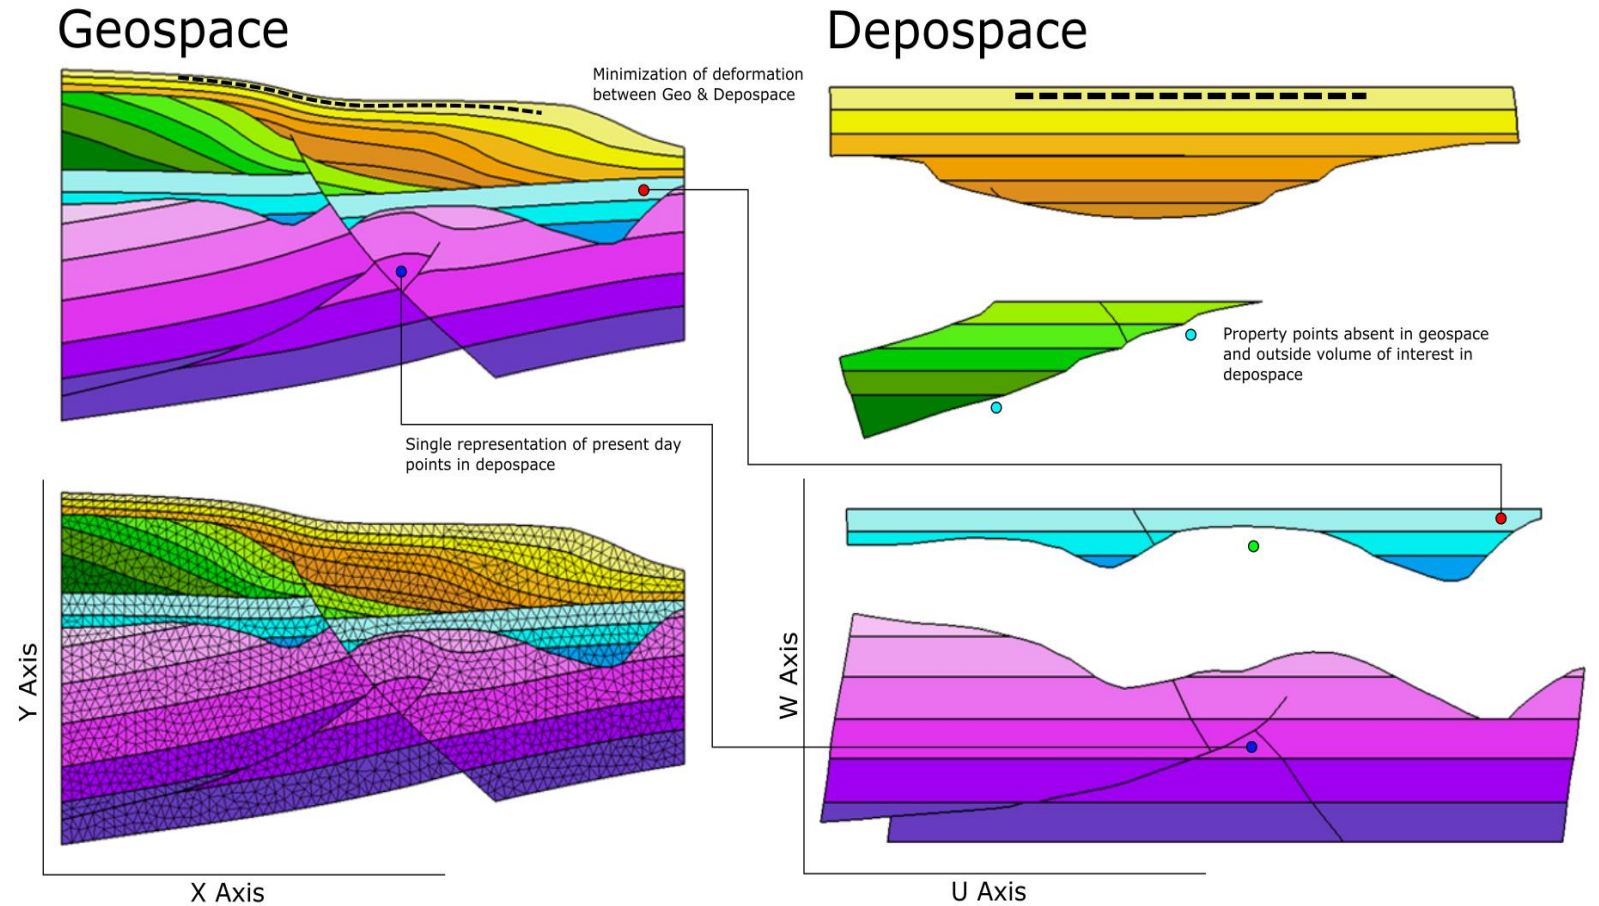 Geospace
Depospace
Minimization of deformation
between Geo & Depospace
Property points absent in geospace
and outside volume of interest in
depospace
Single representation of present day
points in depospace
Y Axis
X Axis
W Axis
U Axis